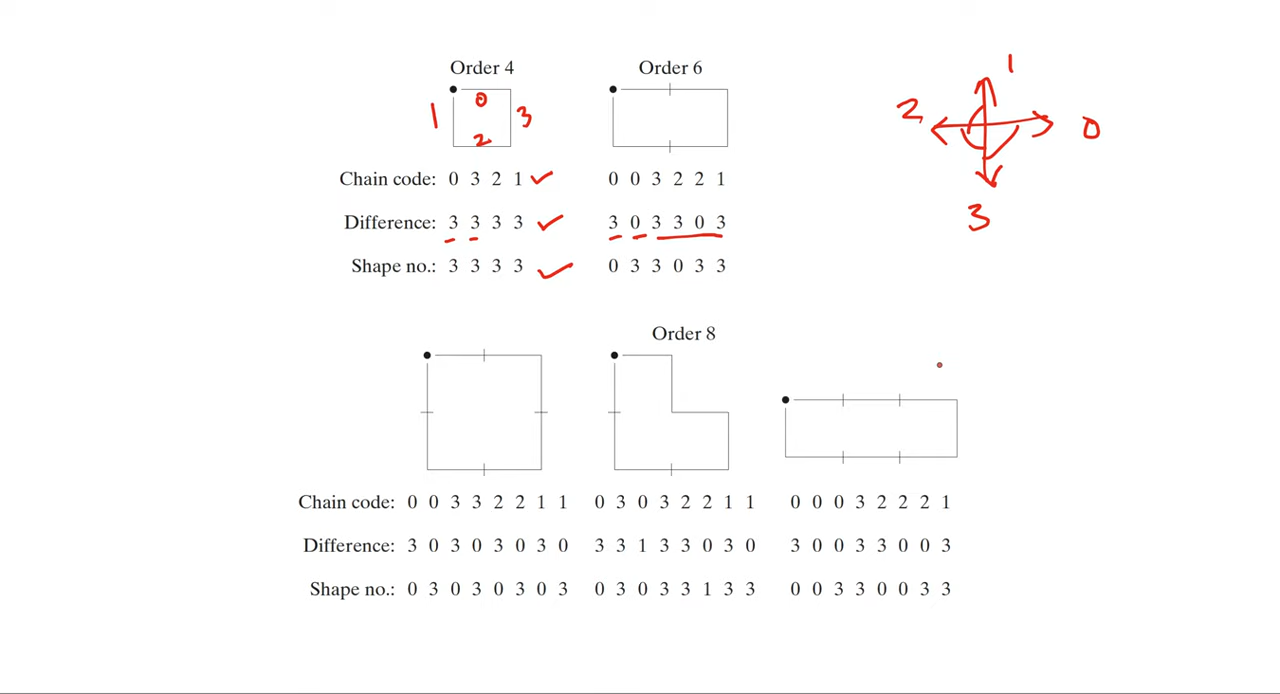 Order 4 Order 6
1 0 3 2
1
2 0
3
Chain code: 0 3 2 1 ✓ 0 0 3 2 2 1
Difference: 3 3 3 3 ✓ 3 0 3 3 0 3
Shape no.: 3 3 3 3 ✓ 0 3 3 0 3 3
Order 8
Chain code: 0 0 3 3 2 2 1 1 0 3 0 3 2 2 1 1 0 0 0 3 2 2 2 1
Difference: 3 0 3 0 3 0 3 0 3 3 1 3 3 0 3 0 3 0 0 3 3 0 0 3
Shape no.: 0 3 0 3 0 3 0 3 0 3 0 3 3 1 3 3 0 0 3 3 0 0 3 3